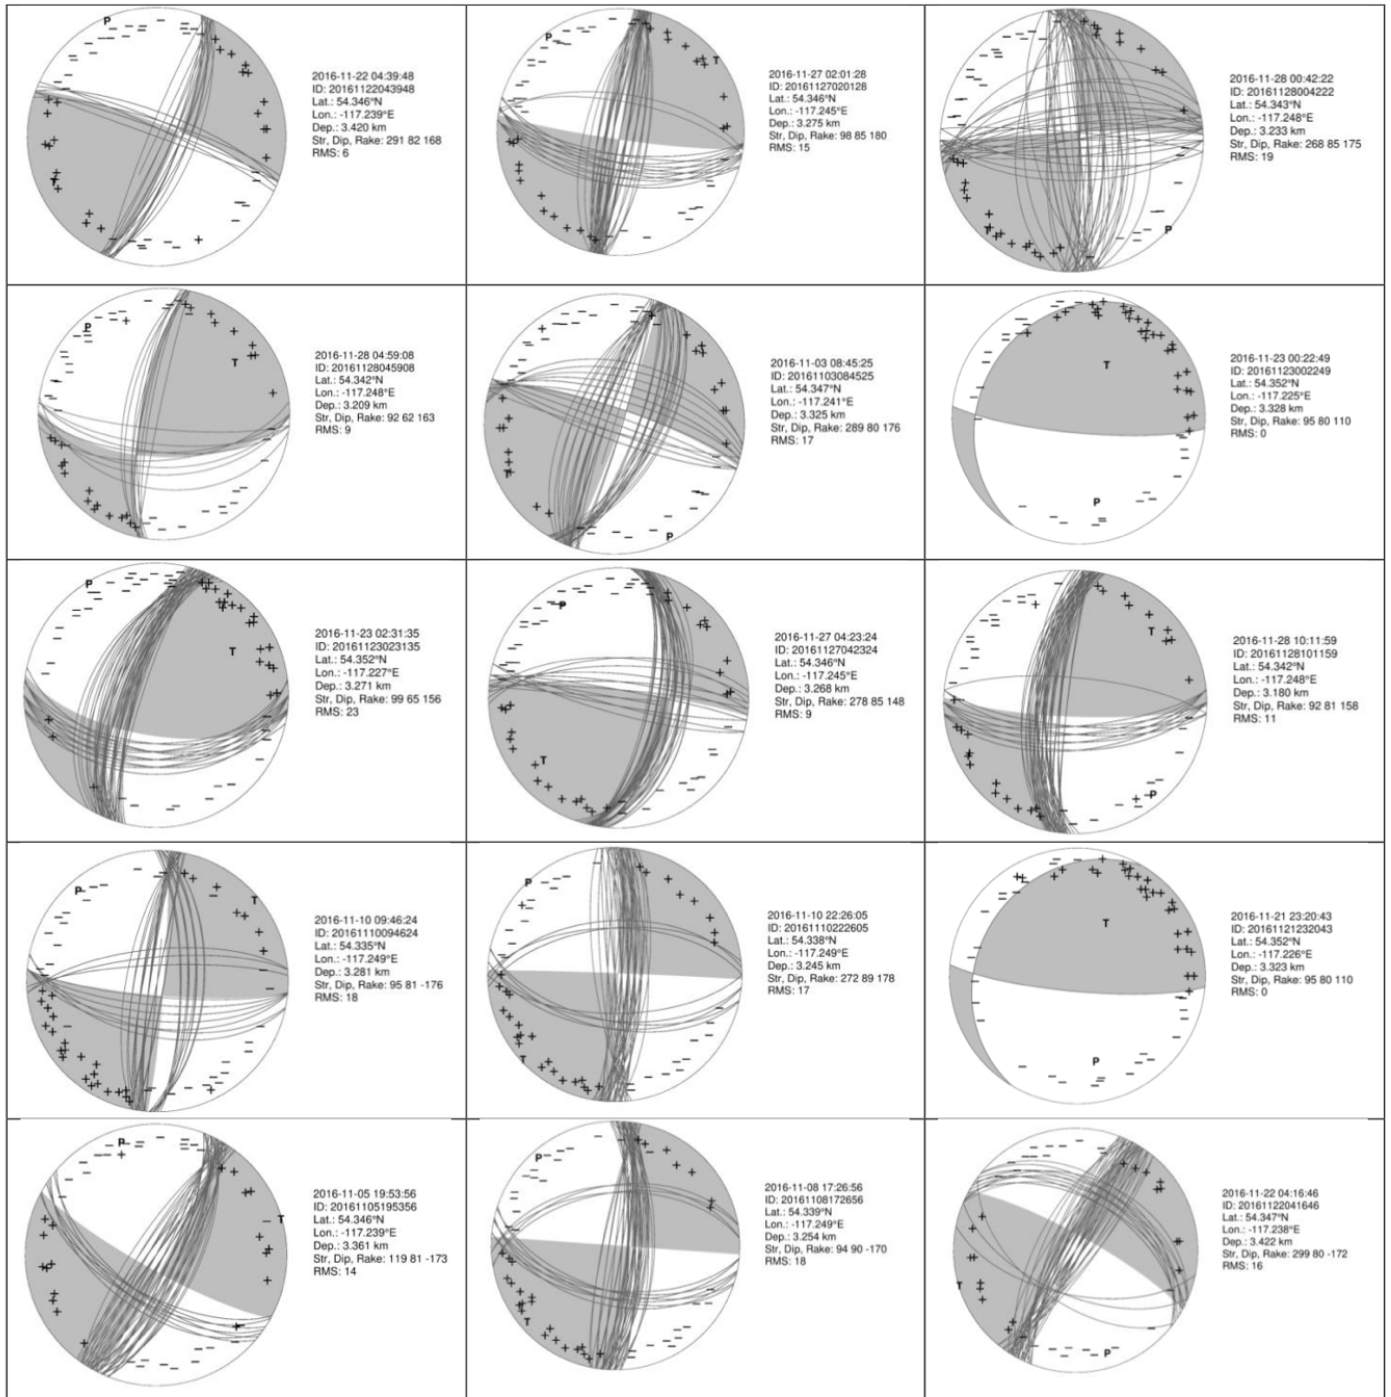 P
2016-11-22 04:39:48
ID: 20161122043948
Lat.: 54.346°N
Lon.: -117.239°E
Dep.: 3.420 km
Str, Dip, Rake: 291 82 168
RMS: 6
T
P
T
2016-11-27 02:01:28
ID: 20161127020128
Lat.: 54.346°N
Lon.: -117.245°E
Dep.: 3.275 km
Str, Dip, Rake: 98 85 180
RMS: 15
2016-11-28 00:42:22
ID: 20161128004222
Lat.: 54.343°N
Lon.: -117.248°E
Dep.: 3.233 km
Str, Dip, Rake: 268 85 175
RMS: 19
T
P
P
T
2016-11-28 04:59:08
ID: 20161128045908
Lat.: 54.342°N
Lon.: -117.248°E
Dep.: 3.209 km
Str, Dip, Rake: 92 62 163
RMS: 9
2016-11-03 08:45:25
ID: 20161103084525
Lat.: 54.347°N
Lon.: -117.241°E
Dep.: 3.325 km
Str, Dip, Rake: 289 80 176
RMS: 17
T
P
T
2016-11-23 00:22:49
ID: 20161123002249
Lat.: 54.352°N
Lon.: -117.225°E
Dep.: 3.328 km
Str, Dip, Rake: 95 80 110
RMS: 0
P
P
T
2016-11-23 02:31:35
ID: 20161123023135
Lat.: 54.352°N
Lon.: -117.227°E
Dep.: 3.271 km
Str, Dip, Rake: 99 65 156
RMS: 23
P
2016-11-27 04:23:24
ID: 20161127042324
Lat.: 54.346°N
Lon.: -117.245°E
Dep.: 3.268 km
Str, Dip, Rake: 278 85 148
RMS: 9
T
T
2016-11-28 10:11:59
ID: 20161128101159
Lat.: 54.342°N
Lon.: -117.248°E
Dep.: 3.180 km
Str, Dip, Rake: 92 81 158
RMS: 11
P
P
T
2016-11-10 09:46:24
ID: 20161110094624
Lat.: 54.335°N
Lon.: -117.249°E
Dep.: 3.281 km
Str, Dip, Rake: 95 81 -176
RMS: 18
P
2016-11-10 22:26:05
ID: 20161110222605
Lat.: 54.338°N
Lon.: -117.249°E
Dep.: 3.245 km
Str, Dip, Rake: 272 89 178
RMS: 17
T
T
2016-11-21 23:20:43
ID: 20161121232043
Lat.: 54.352°N
Lon.: -117.226°E
Dep.: 3.323 km
Str, Dip, Rake: 95 80 110
RMS: 0
P
P
T
2016-11-05 19:53:56
ID: 20161105195356
Lat.: 54.346°N
Lon.: -117.239°E
Dep.: 3.361 km
Str, Dip, Rake: 119 81 -173
RMS: 14
P
2016-11-08 17:26:56
ID: 20161108172656
Lat.: 54.339°N
Lon.: -117.249°E
Dep.: 3.254 km
Str, Dip, Rake: 94 90 -170
RMS: 18
T
2016-11-22 04:16:46
ID: 20161122041646
Lat.: 54.347°N
Lon.: -117.238°E
Dep.: 3.422 km
Str, Dip, Rake: 299 80 -172
RMS: 16
T
P